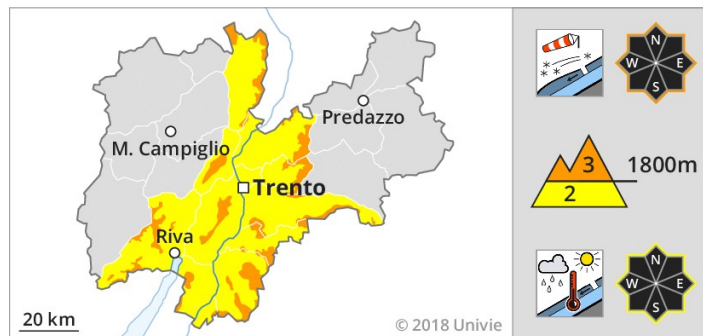 M. Campiglio
Predazzo
Trento
Riva
20 km
© 2018 Univie
N
W E
S
3 1800m
2
N
W E
S